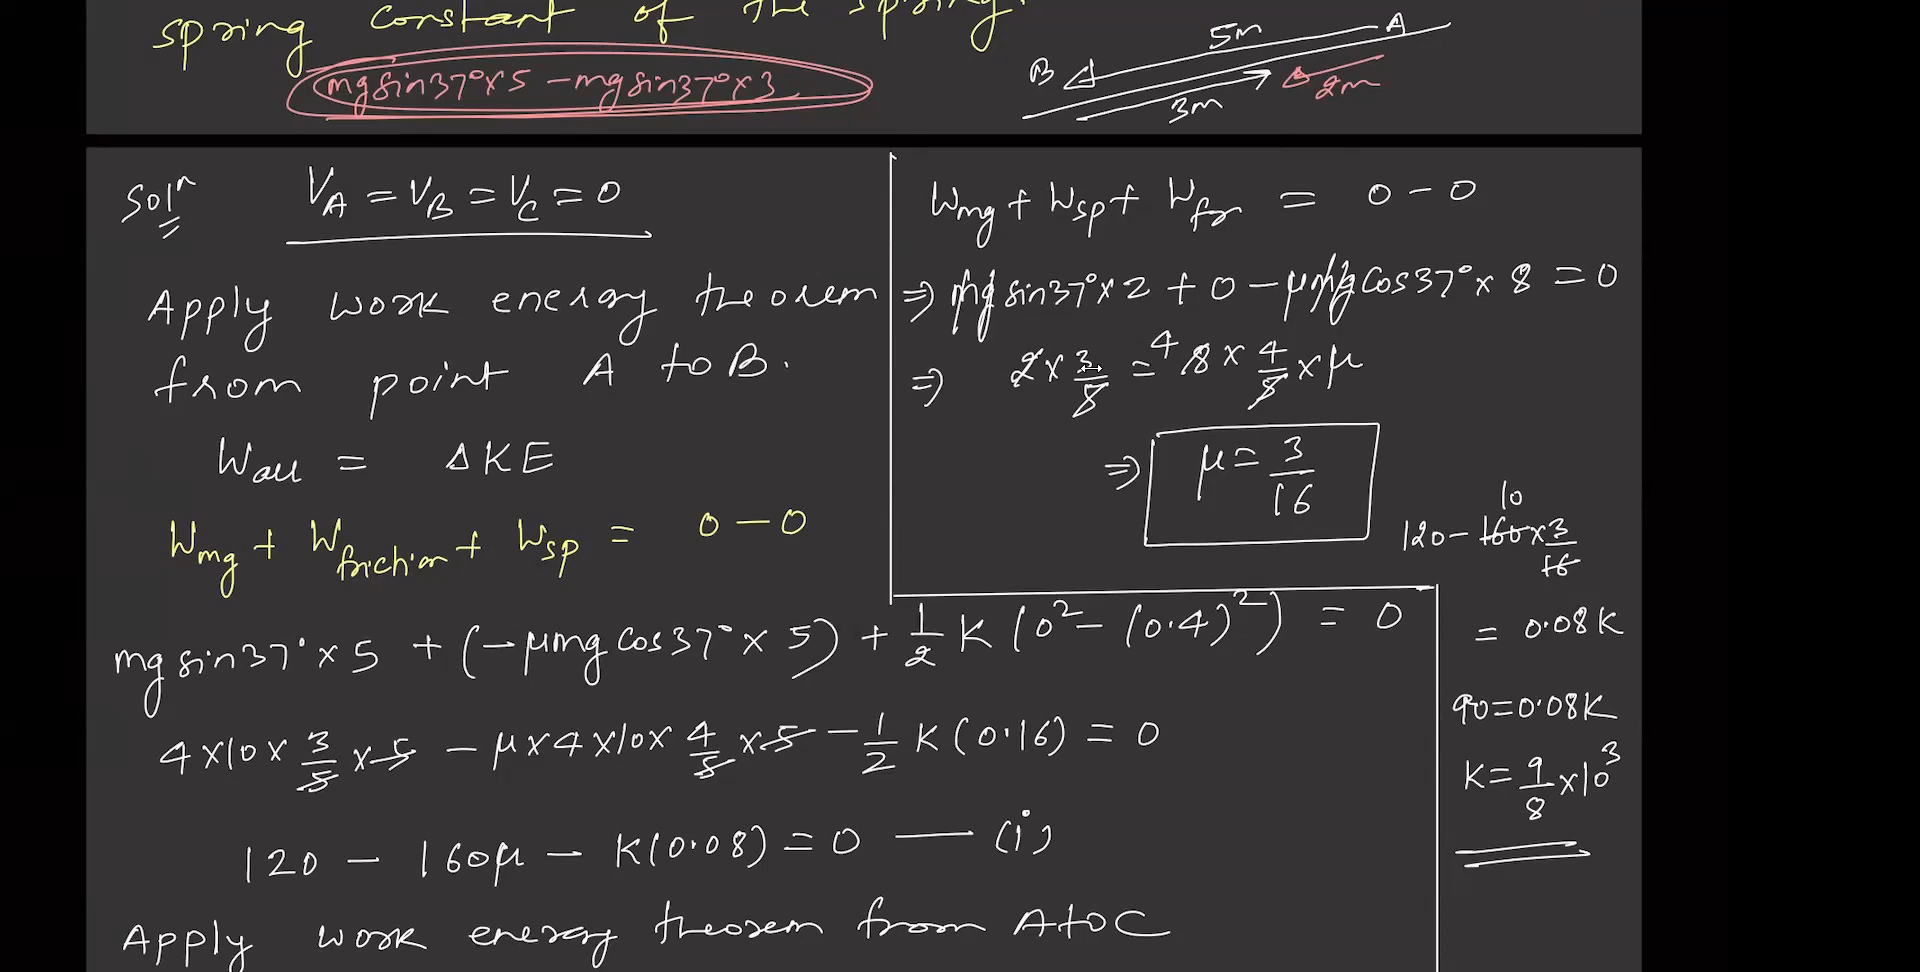 spring constant of the spring.
mg sin37° × 5 - mg sin37° × 3
5m A
B
3m 2m
Solⁿ V_A = V_B = V_C = 0
Apply work energy theorem
from point A to B.
W_all = ΔKE
W_mg + W_friction + W_sp = 0 - 0
mg sin37° × 5 + (-μmg cos37° × 5) + 1/2 K (0² - (0.4)²) = 0
4 × 10 × 3/5 × 5 - μ × 4 × 10 × 4/5 × 5 - 1/2 K (0.16) = 0
120 - 160μ - K(0.08) = 0 — (i)
Apply work energy theorem from A to C
W_mg + W_sp + W_fr = 0 - 0
⇒ mg sin37° × 2 + 0 - μmg cos37° × 8 = 0
⇒ 2 × 3/5 = 4 8 × 4/5 × μ
⇒ μ = 3/16
10
120 - 160 × 3/16
= 0.08K
90 = 0.08K
K = 9/8 × 10³